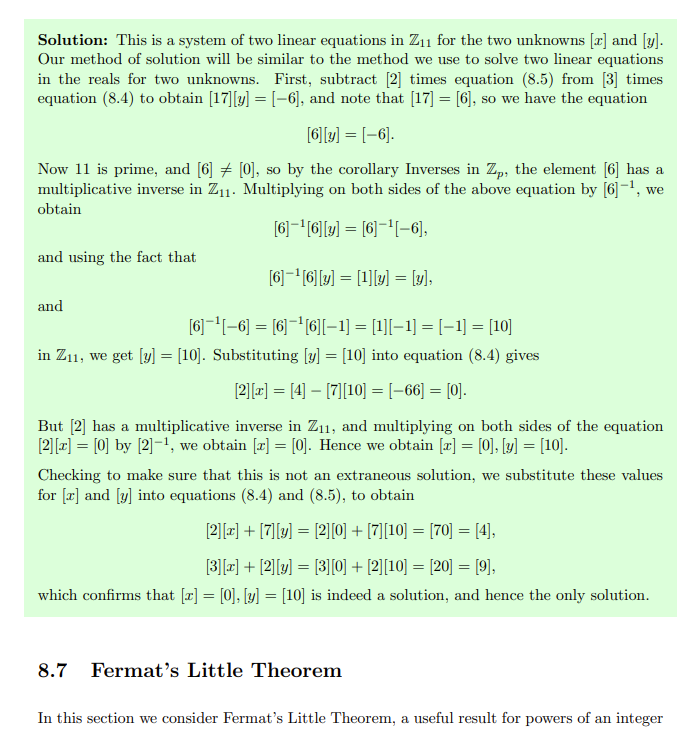 Solution: This is a system of two linear equations in ℤ₁₁ for the two unknowns [x] and [y].
Our method of solution will be similar to the method we use to solve two linear equations
in the reals for two unknowns. First, subtract [2] times equation (8.5) from [3] times
equation (8.4) to obtain [17][y] = [−6], and note that [17] = [6], so we have the equation
[6][y] = [−6].
Now 11 is prime, and [6] ≠ [0], so by the corollary Inverses in ℤₚ, the element [6] has a
multiplicative inverse in ℤ₁₁. Multiplying on both sides of the above equation by [6]⁻¹, we
obtain
[6]⁻¹[6][y] = [6]⁻¹[−6],
and using the fact that
[6]⁻¹[6][y] = [1][y] = [y],
and
[6]⁻¹[−6] = [6]⁻¹[6][−1] = [1][−1] = [−1] = [10]
in ℤ₁₁, we get [y] = [10]. Substituting [y] = [10] into equation (8.4) gives
[2][x] = [4] − [7][10] = [−66] = [0].
But [2] has a multiplicative inverse in ℤ₁₁, and multiplying on both sides of the equation
[2][x] = [0] by [2]⁻¹, we obtain [x] = [0]. Hence we obtain [x] = [0], [y] = [10].
Checking to make sure that this is not an extraneous solution, we substitute these values
for [x] and [y] into equations (8.4) and (8.5), to obtain
[2][x] + [7][y] = [2][0] + [7][10] = [70] = [4],
[3][x] + [2][y] = [3][0] + [2][10] = [20] = [9],
which confirms that [x] = [0], [y] = [10] is indeed a solution, and hence the only solution.
8.7 Fermat's Little Theorem
In this section we consider Fermat's Little Theorem, a useful result for powers of an integer